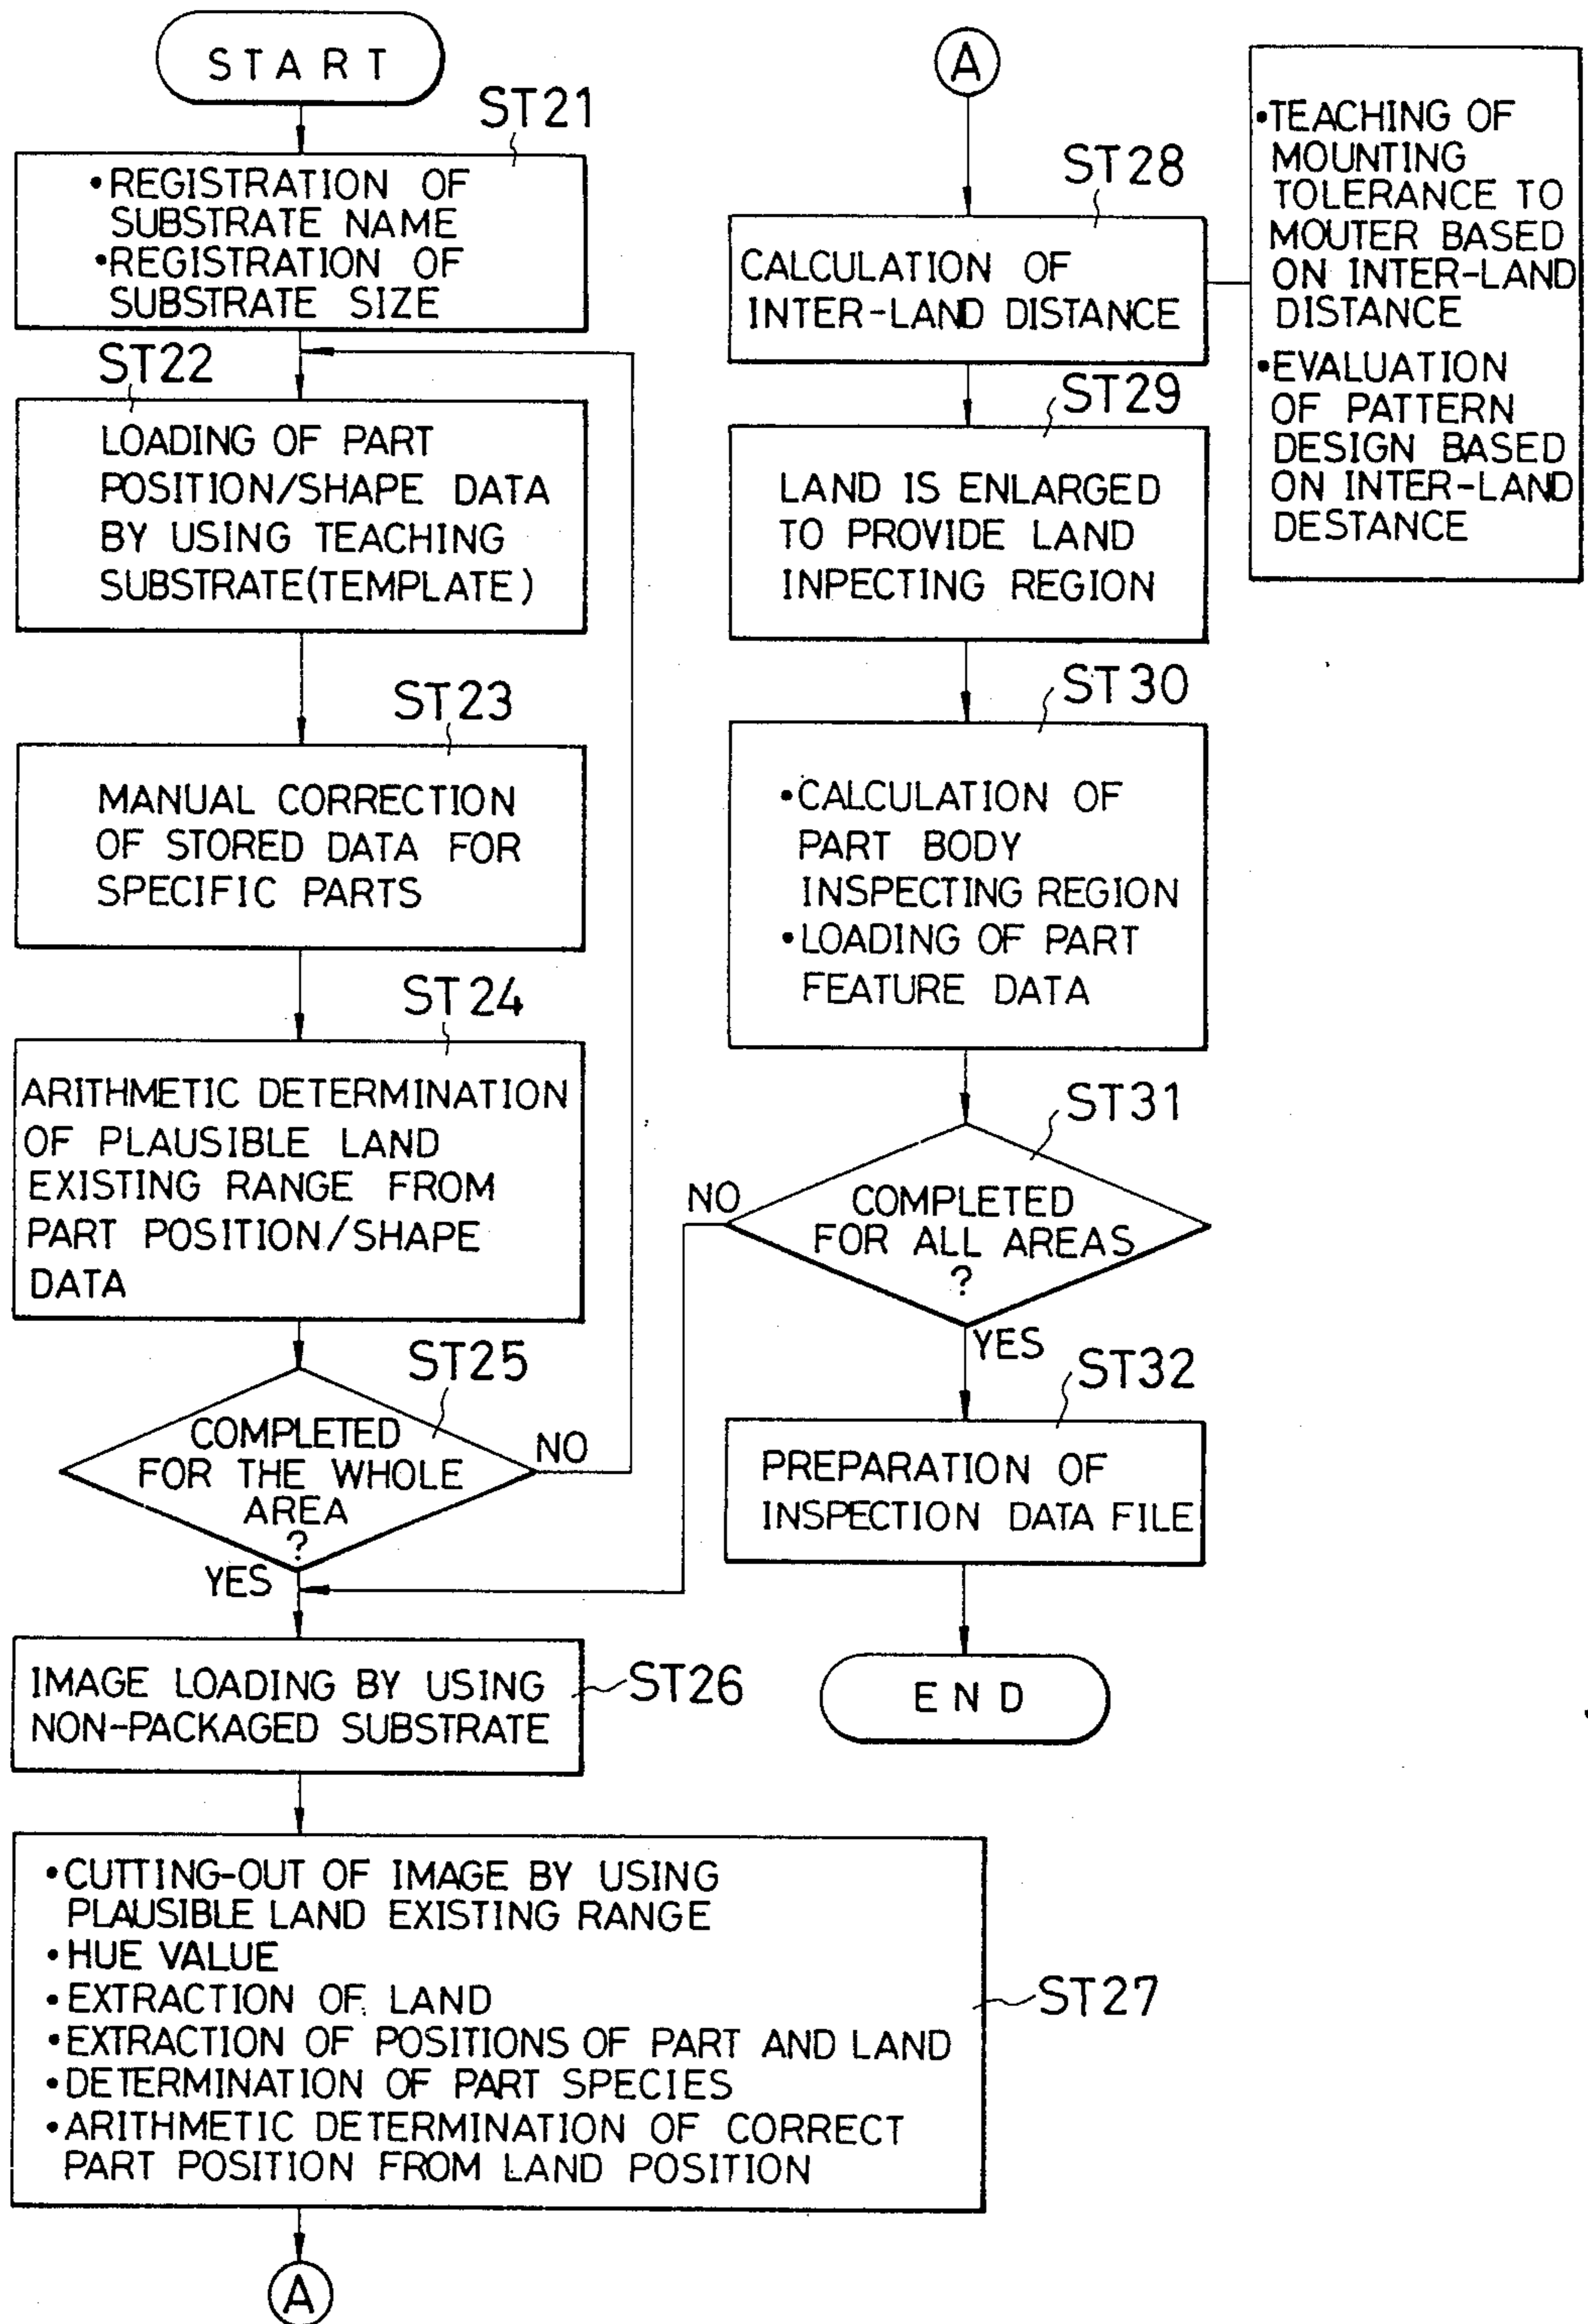 START
ST21
•REGISTRATION OF
SUBSTRATE NAME
•REGISTRATION OF
SUBSTRATE SIZE
ST22
LOADING OF PART
POSITION/SHAPE DATA
BY USING TEACHING
SUBSTRATE(TEMPLATE)
ST23
MANUAL CORRECTION
OF STORED DATA FOR
SPECIFIC PARTS
ST24
ARITHMETIC DETERMINATION
OF PLAUSIBLE LAND
EXISTING RANGE FROM
PART POSITION/SHAPE
DATA
ST25
COMPLETED
FOR THE WHOLE
AREA
?
NO
YES
IMAGE LOADING BY USING
NON-PACKAGED SUBSTRATE
ST26
•CUTTING-OUT OF IMAGE BY USING
PLAUSIBLE LAND EXISTING RANGE
•HUE VALUE
•EXTRACTION OF LAND
•EXTRACTION OF POSITIONS OF PART AND LAND
•DETERMINATION OF PART SPECIES
•ARITHMETIC DETERMINATION OF CORRECT
PART POSITION FROM LAND POSITION
ST27
A
A
ST28
CALCULATION OF
INTER-LAND DISTANCE
•TEACHING OF
MOUNTING
TOLERANCE TO
MOUTER BASED
ON INTER-LAND
DISTANCE
•EVALUATION
OF PATTERN
DESIGN BASED
ON INTER-LAND
DESTANCE
ST29
LAND IS ENLARGED
TO PROVIDE LAND
INPECTING REGION
ST30
•CALCULATION OF
PART BODY
INSPECTING REGION
•LOADING OF PART
FEATURE DATA
ST31
COMPLETED
FOR ALL AREAS
?
NO
YES
ST32
PREPARATION OF
INSPECTION DATA FILE
END